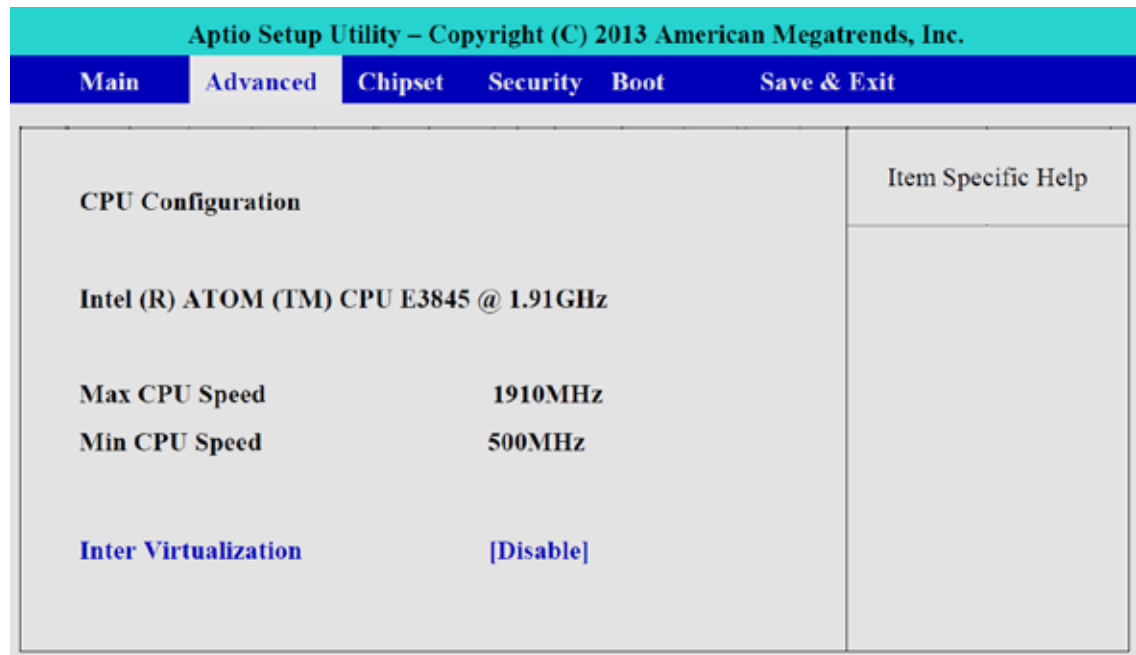 Aptio Setup Utility – Copyright (C) 2013 American Megatrends, Inc.
Main Advanced Chipset Security Boot Save & Exit
Item Specific Help
CPU Configuration
Intel (R) ATOM (TM) CPU E3845 @ 1.91GHz
Max CPU Speed 1910MHz
Min CPU Speed 500MHz
Inter Virtualization [Disable]